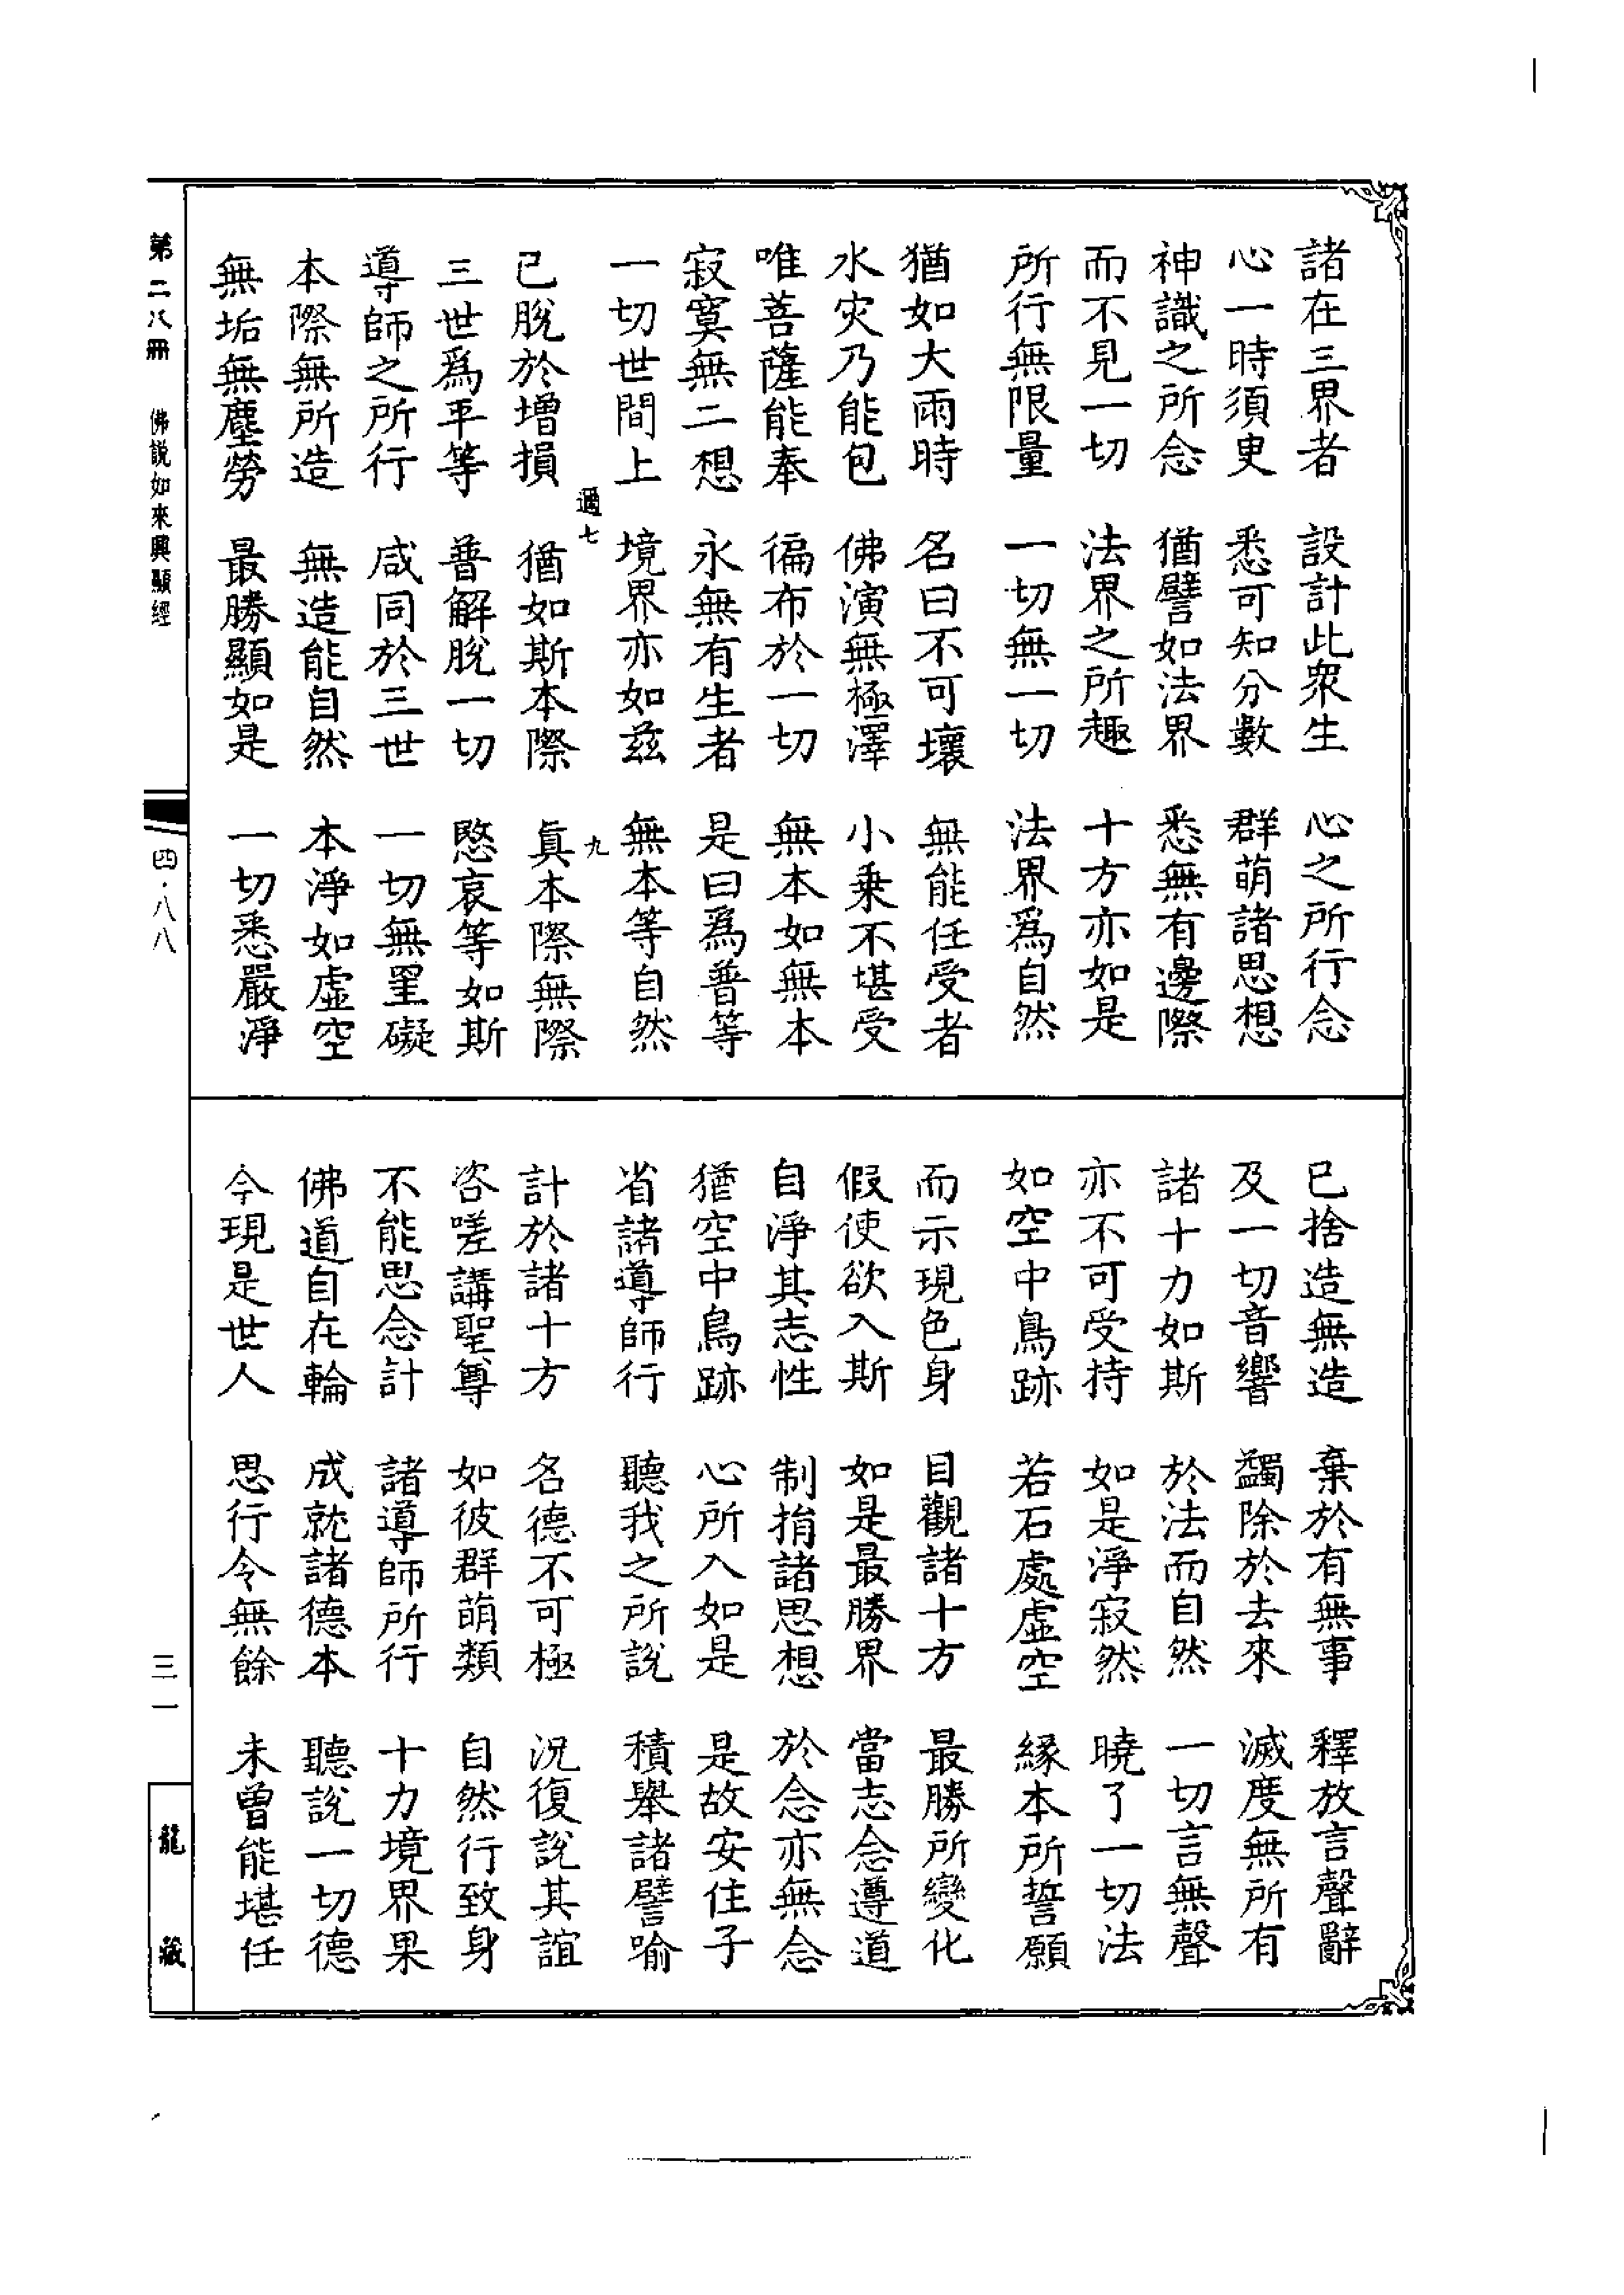 諸在三界者　設計此衆生　心之所行念
心一時須臾　悉可知分數　群萌諸思想
神識之所念　猶譬如法界　悉無有邊際
而不見一切　法界之所趣　十方亦如是
所行無限量　一切無一切　法界爲自然
猶如大雨時　名曰不可壞　無能任受者
水灾乃能包　佛演無極澤　小乗不堪受
唯菩薩能奉　徧布於一切　無本如無本
寂寞無二想　永無有生者　是曰爲普等
一切世間上　境界亦如兹　無本等自然
週七　九
已脫於增損　猶如斯本際　眞本際無際
三世爲平等　普解脫一切　愍哀等如斯
導師之所行　咸同於三世　一切無罣礙
本際無所造　無造能自然　本淨如虛空
無垢無塵勞　最勝顯如是　一切悉嚴淨
已捨造無造　棄於有無事　釋放言聲辭
及一切音響　蠲除於去來　滅度無所有
諸十力如斯　於法而自然　一切言無聲
亦不可受持　如是淨寂然　曉了一切法
如空中鳥跡　若石處虛空　緣本所誓願
而示現色身　目觀諸十方　最勝所變化
假使欲入斯　如是最勝界　當志念遵道
自淨其志性　制捐諸思想　於念亦無念
猶空中鳥跡　心所入如是　是故安住子
省諸導師行　聽我之所說　積舉諸譬喻
計於諸十方　名德不可極　況復說其誼
咨嗟講聖尊　如彼群萌類　自然行致身
不能思念計　諸導師所行　十力境界果
佛道自在輪　成就諸德本　聽說一切德
今現是世人　思行令無餘　未曾能堪任
第二八冊　佛說如來興顯經　四·八八　三一　龍藏